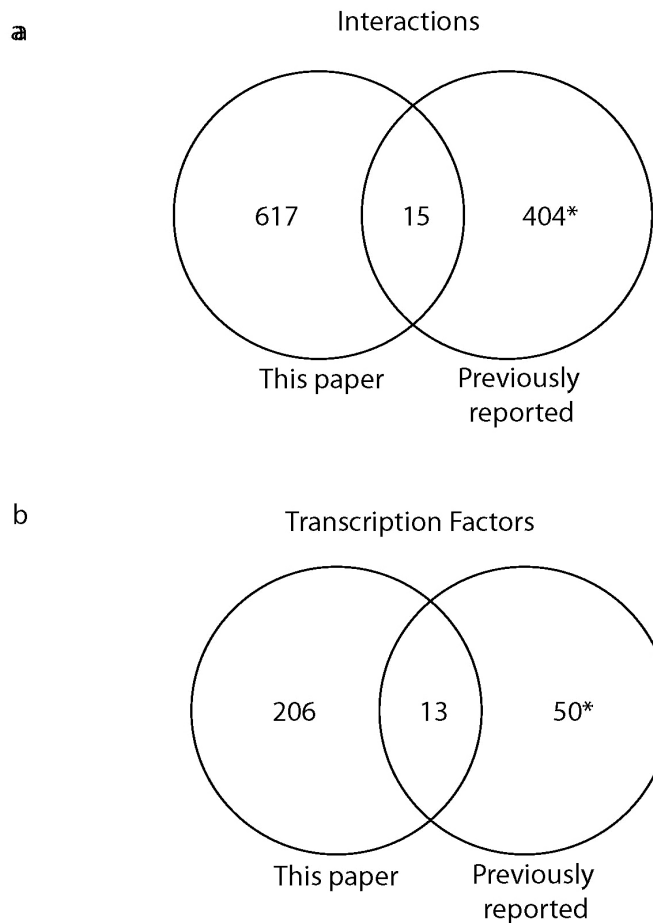 a
Interactions
617
15
404*
This paper
Previously
reported
b
Transcription Factors
206
13
50*
This paper
Previously
reported